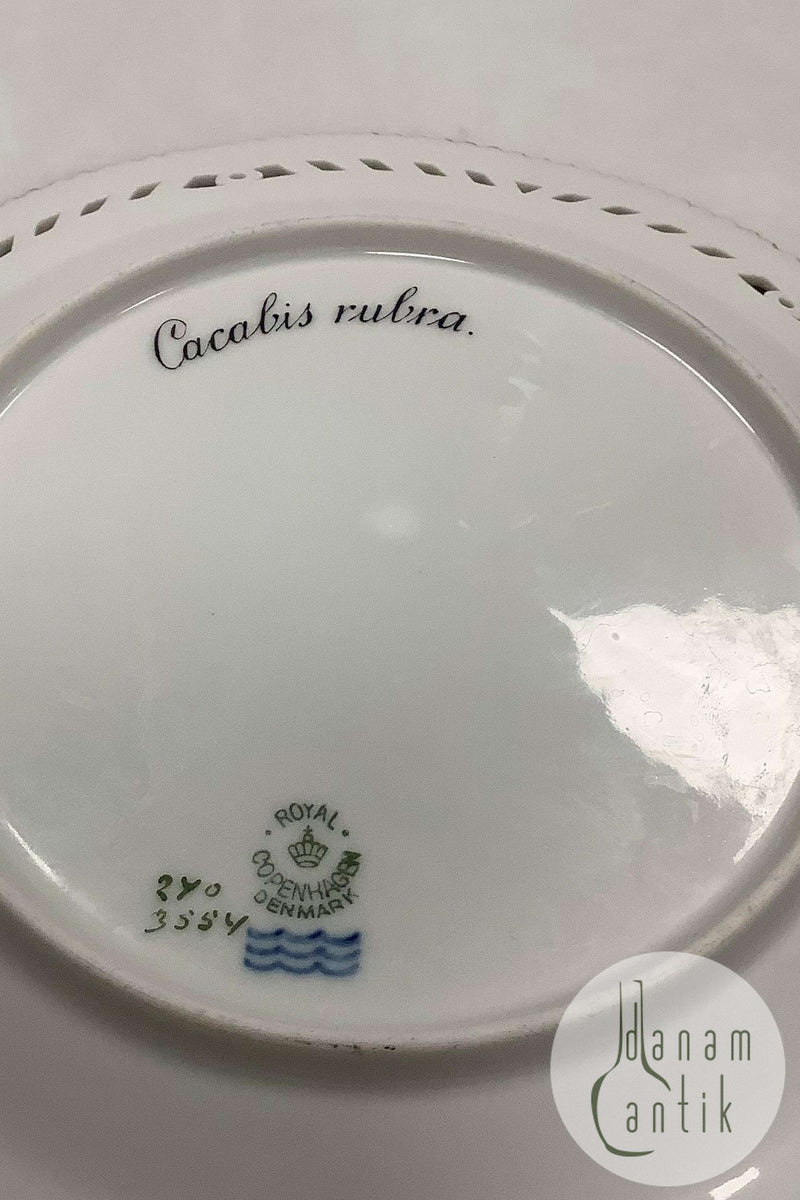 Cacabis rubra.
• ROYAL •
COPENHAGEN
DENMARK
240
3554
danam
antik